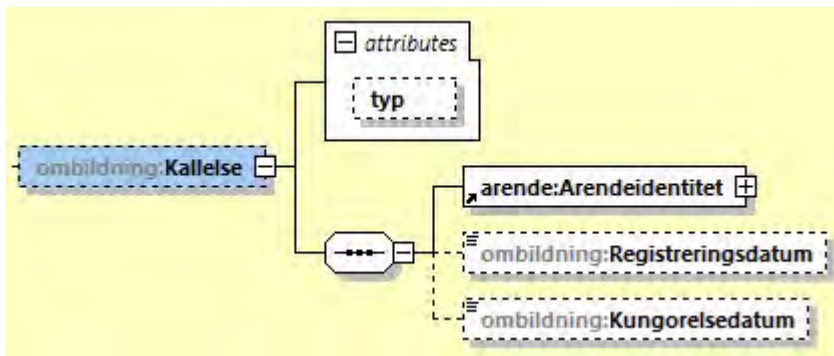 attributes
typ
ombildning:Kallelse
arende:Arendeidentitet
ombildning:Registreringsdatum
ombildning:Kungorelsedatum